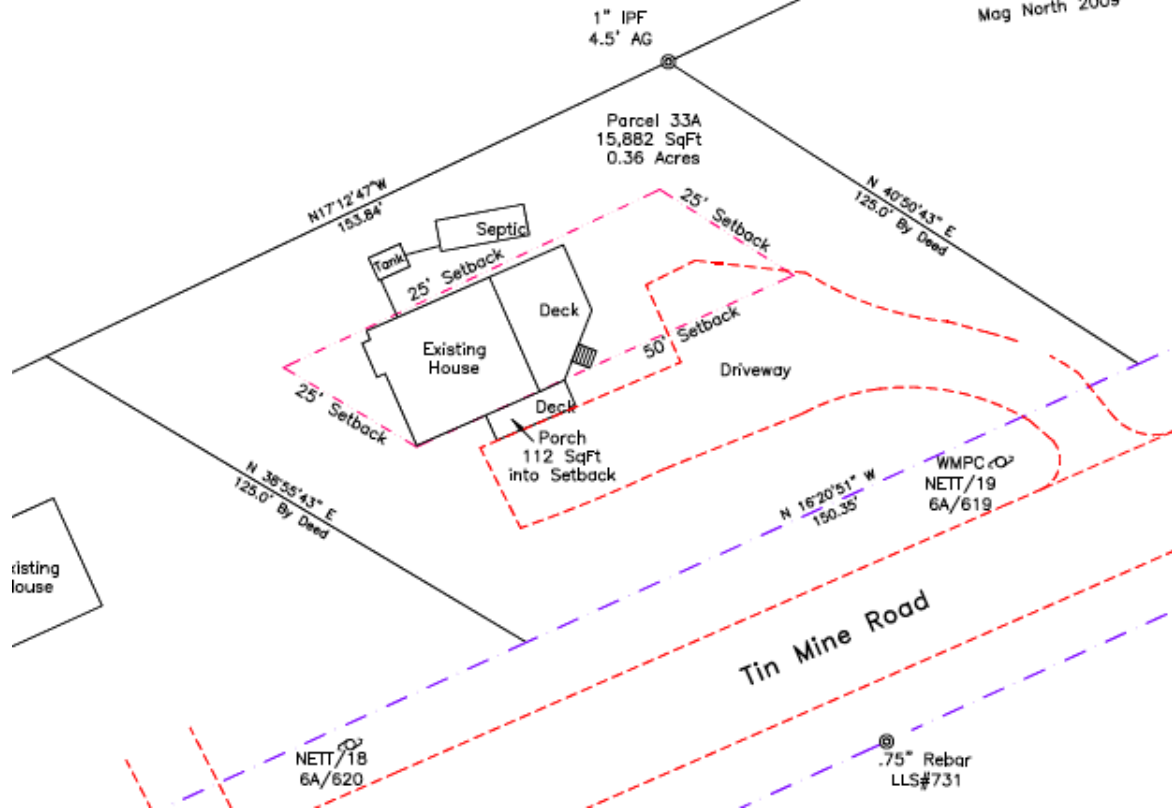 Mag North 2009
1" IPF
4.5' AG
Parcel 33A
15,882 SqFt
0.36 Acres
N17°12'47"W
153.84'
N 40°50'43" E
125.0' By Deed
25' Setback
Septic
Tank
25' Setback
Deck
50' Setback
Existing
House
Driveway
25' Setback
Deck
Porch
112 SqFt
into Setback
N 38°55'43" E
125.0' By Deed
WMPC
NETT/19
6A/619
N 16°20'51" W
150.35'
xisting
House
Tin Mine Road
NETT/18
6A/620
.75" Rebar
LLS#731